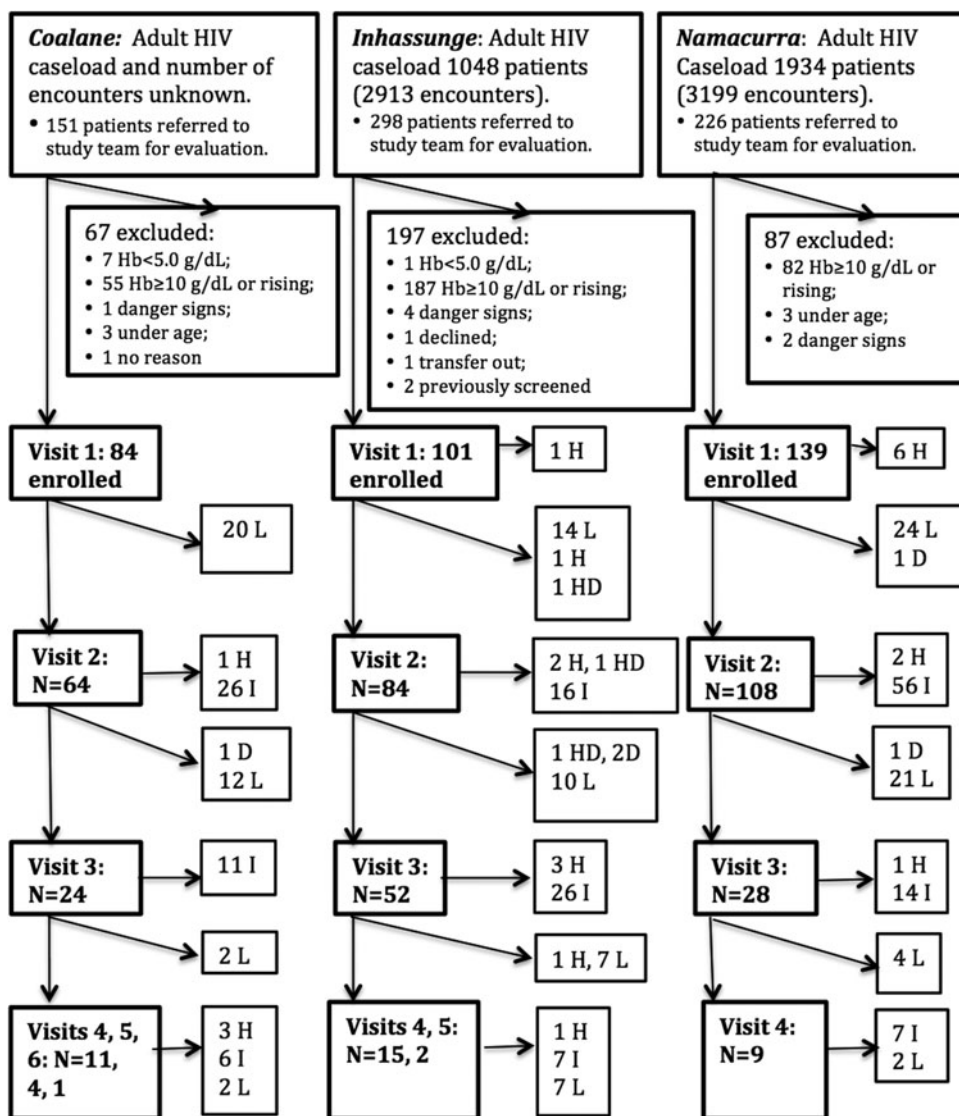 Coalane: Adult HIV
caseload and number of
encounters unknown.
• 151 patients referred to
study team for evaluation.
Inhassunge: Adult HIV
caseload 1048 patients
(2913 encounters).
• 298 patients referred to
study team for evaluation.
Namacurra: Adult HIV
Caseload 1934 patients
(3199 encounters).
• 226 patients referred to
study team for evaluation.
67 excluded:
• 7 Hb<5.0 g/dL;
• 55 Hb≥10 g/dL or rising;
• 1 danger signs;
• 3 under age;
• 1 no reason
197 excluded:
• 1 Hb<5.0 g/dL;
• 187 Hb≥10 g/dL or rising;
• 4 danger signs;
• 1 declined;
• 1 transfer out;
• 2 previously screened
87 excluded:
• 82 Hb≥10 g/dL or
rising;
• 3 under age;
• 2 danger signs
Visit 1: 84
enrolled
Visit 1: 101
enrolled
1 H
Visit 1: 139
enrolled
6 H
20 L
14 L
1 H
1 HD
24 L
1 D
Visit 2:
N=64
1 H
26 I
Visit 2:
N=84
2 H, 1 HD
16 I
Visit 2:
N=108
2 H
56 I
1 D
12 L
1 HD, 2D
10 L
1 D
21 L
Visit 3:
N=24
11 I
Visit 3:
N=52
3 H
26 I
Visit 3:
N=28
1 H
14 I
2 L
1 H, 7 L
4 L
Visits 4, 5,
6: N=11,
4, 1
3 H
6 I
2 L
Visits 4, 5:
N=15, 2
1 H
7 I
7 L
Visit 4:
N=9
7 I
2 L